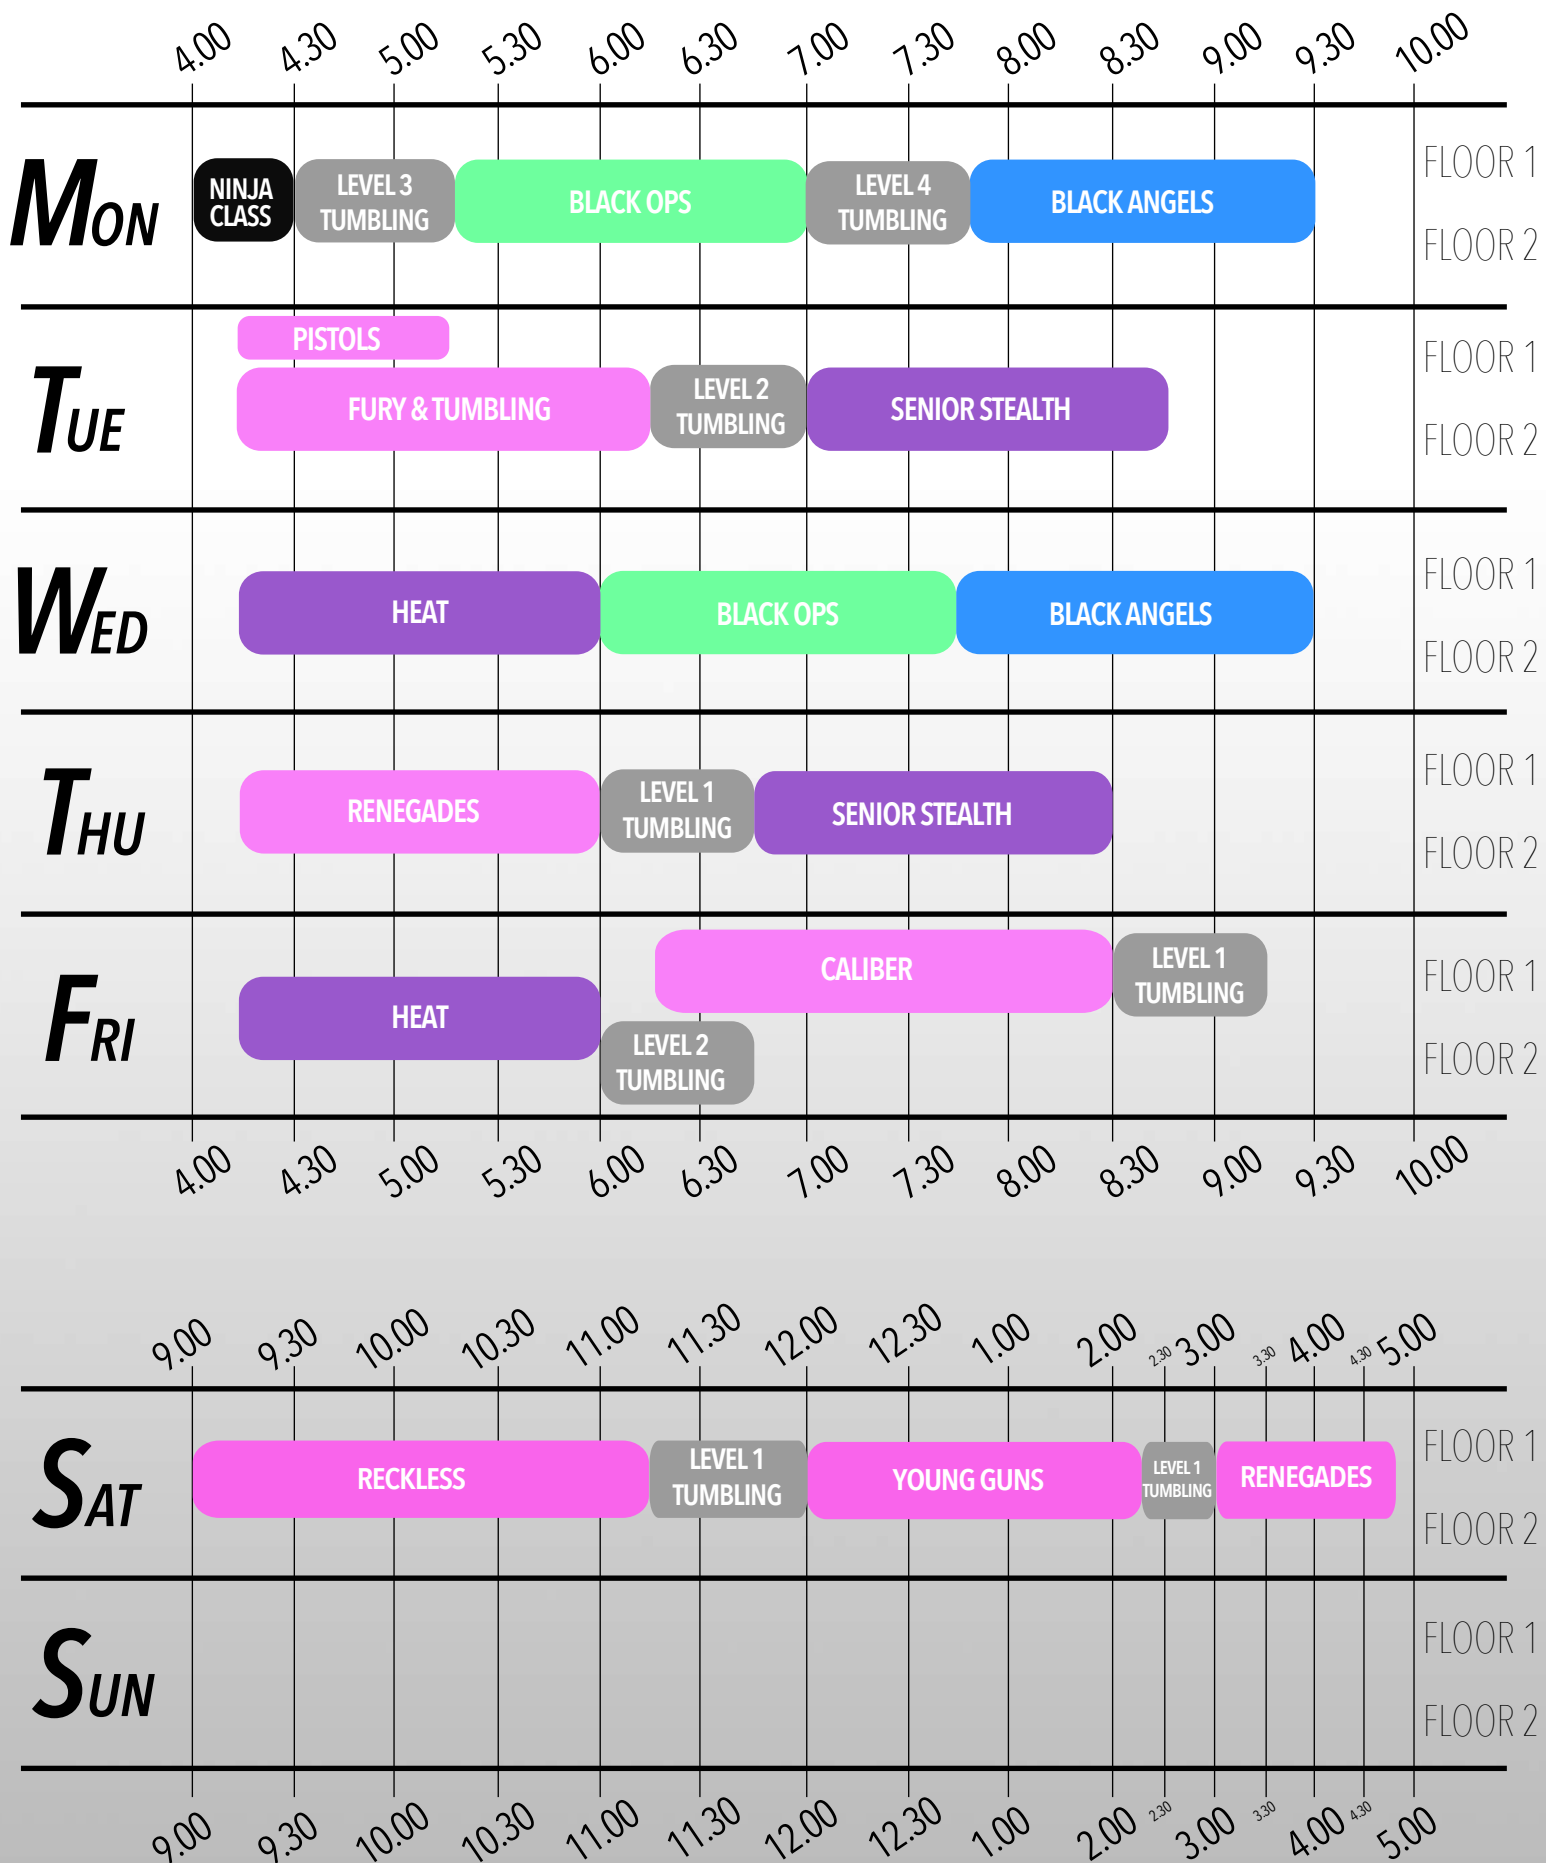 4.00 4.30 5.00 5.30 6.00 6.30 7.00 7.30 8.00 8.30 9.00 9.30 10.00
MON
NINJA
CLASS
LEVEL 3
TUMBLING
BLACK OPS
LEVEL 4
TUMBLING
BLACK ANGELS
FLOOR 1
FLOOR 2
TUE
PISTOLS
FURY & TUMBLING
LEVEL 2
TUMBLING
SENIOR STEALTH
FLOOR 1
FLOOR 2
WED
HEAT
BLACK OPS
BLACK ANGELS
FLOOR 1
FLOOR 2
THU
RENEGADES
LEVEL 1
TUMBLING
SENIOR STEALTH
FLOOR 1
FLOOR 2
FRI
HEAT
CALIBER
LEVEL 1
TUMBLING
LEVEL 2
TUMBLING
FLOOR 1
FLOOR 2
4.00 4.30 5.00 5.30 6.00 6.30 7.00 7.30 8.00 8.30 9.00 9.30 10.00
9.00 9.30 10.00 10.30 11.00 11.30 12.00 12.30 1.00 2.00 2.30 3.00 3.30 4.00 4.30 5.00
SAT
RECKLESS
LEVEL 1
TUMBLING
YOUNG GUNS
LEVEL 1
TUMBLING
RENEGADES
FLOOR 1
FLOOR 2
SUN
FLOOR 1
FLOOR 2
9.00 9.30 10.00 10.30 11.00 11.30 12.00 12.30 1.00 2.00 2.30 3.00 3.30 4.00 4.30 5.00